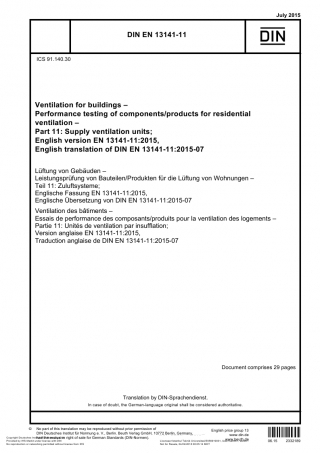 July 2015
DIN EN 13141-11
DIN
ICS 91.140.30
Ventilation for buildings –
Performance testing of components/products for residential
ventilation –
Part 11: Supply ventilation units;
English version EN 13141-11:2015,
English translation of DIN EN 13141-11:2015-07
Lüftung von Gebäuden –
Leistungsprüfung von Bauteilen/Produkten für die Lüftung von Wohnungen –
Teil 11: Zuluftsysteme;
Englische Fassung EN 13141-11:2015,
Englische Übersetzung von DIN EN 13141-11:2015-07
Ventilation des bâtiments –
Essais de performance des composants/produits pour la ventilation des logements –
Partie 11: Unités de ventilation par insufflation;
Version anglaise EN 13141-11:2015,
Traduction anglaise de DIN EN 13141-11:2015-07
Document comprises 29 pages
Translation by DIN-Sprachendienst.
In case of doubt, the German-language original shall be considered authoritative.
© No part of this translation may be reproduced without prior permission of
DIN Deutsches Institut für Normung e. V., Berlin. Beuth Verlag GmbH, 10772 Berlin, Germany,
has the exclusive right of sale for German Standards (DIN-Normen).
English price group 13
www.din.de
www.beuth.de